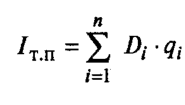 I_{т.п} = \sum_{i=1}^{n} D_i \cdot q_i